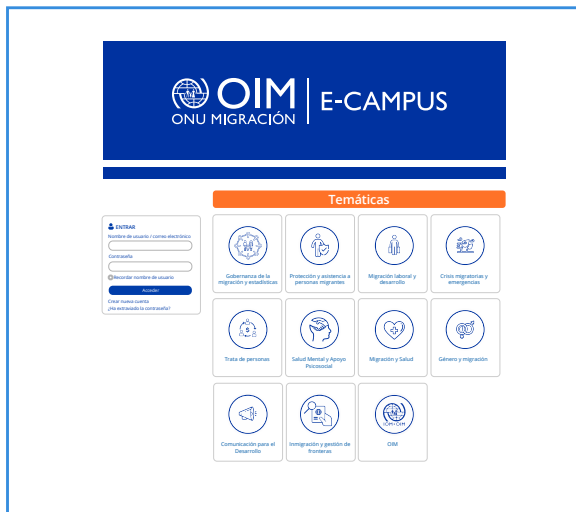 OIM
ONU MIGRACIÓN
E-CAMPUS
Temáticas
ENTRAR
Nombre de usuario / correo electrónico
Contraseña
Recordar nombre de usuario
Acceder
Crear nueva cuenta
¿Ha extraviado la contraseña?
Gobernanza de la
migración y estadísticas
Protección y asistencia a
personas migrantes
Migración laboral y
desarrollo
Crisis migratorias y
emergencias
$
Trata de personas
Salud Mental y Apoyo
Psicosocial
Migración y Salud
Género y migración
Comunicación para el
Desarrollo
Inmigración y gestión de
fronteras
IOM•OIM
OIM